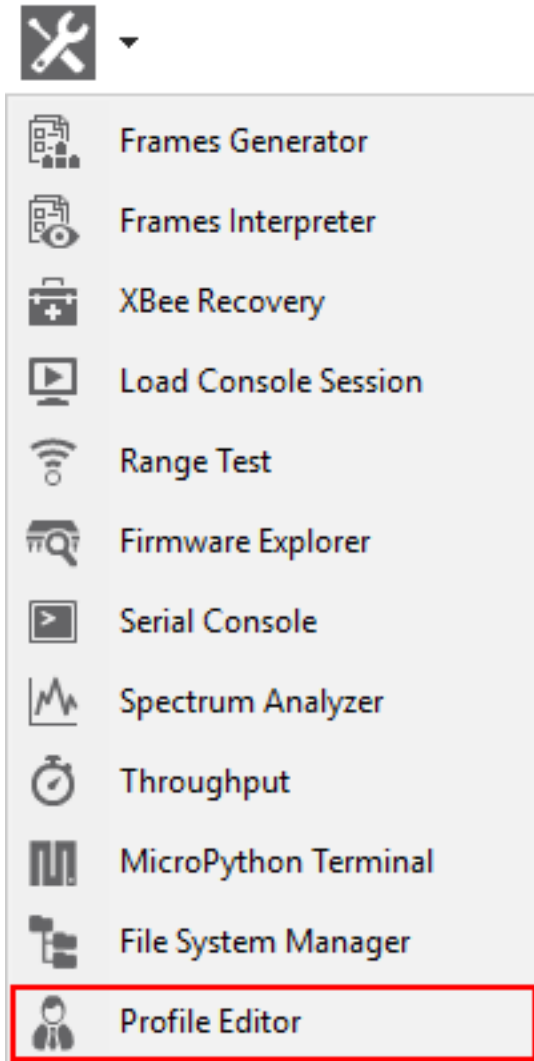 Frames Generator
Frames Interpreter
XBee Recovery
Load Console Session
Range Test
Firmware Explorer
Serial Console
Spectrum Analyzer
Throughput
MicroPython Terminal
File System Manager
Profile Editor